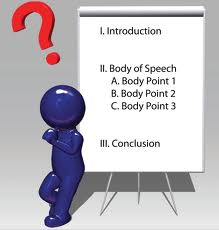 ?
I. Introduction
II. Body of Speech
A. Body Point 1
B. Body Point 2
C. Body Point 3
III. Conclusion